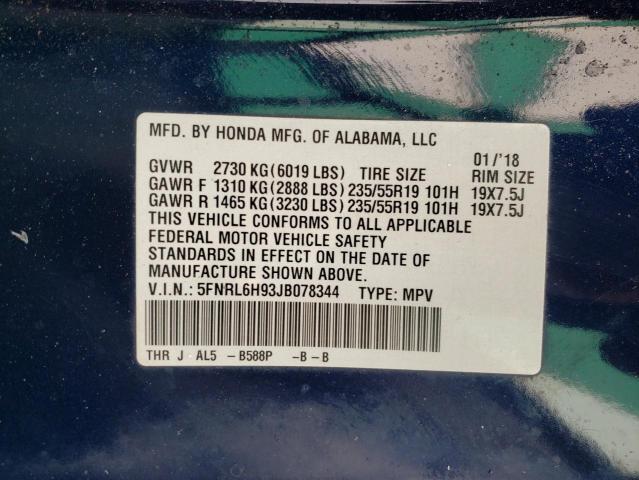 MFD. BY HONDA MFG. OF ALABAMA, LLC 01/'18
GVWR 2730 KG(6019 LBS) TIRE SIZE RIM SIZE
GAWR F 1310 KG(2888 LBS)235/55R19 101H 19X7.5J
GAWR R 1465 KG(3230 LBS)235/55R19 101H 19X7.5J
THIS VEHICLE CONFORMS TO ALL APPLICABLE
FEDERAL MOTOR VEHICLE SAFETY
STANDARDS IN EFFECT ON THE DATE OF
MANUFACTURE SHOWN ABOVE.
V.I.N.: 5FNRL6H93JB078344 TYPE: MPV
THR J AL5 -B588P -B-B